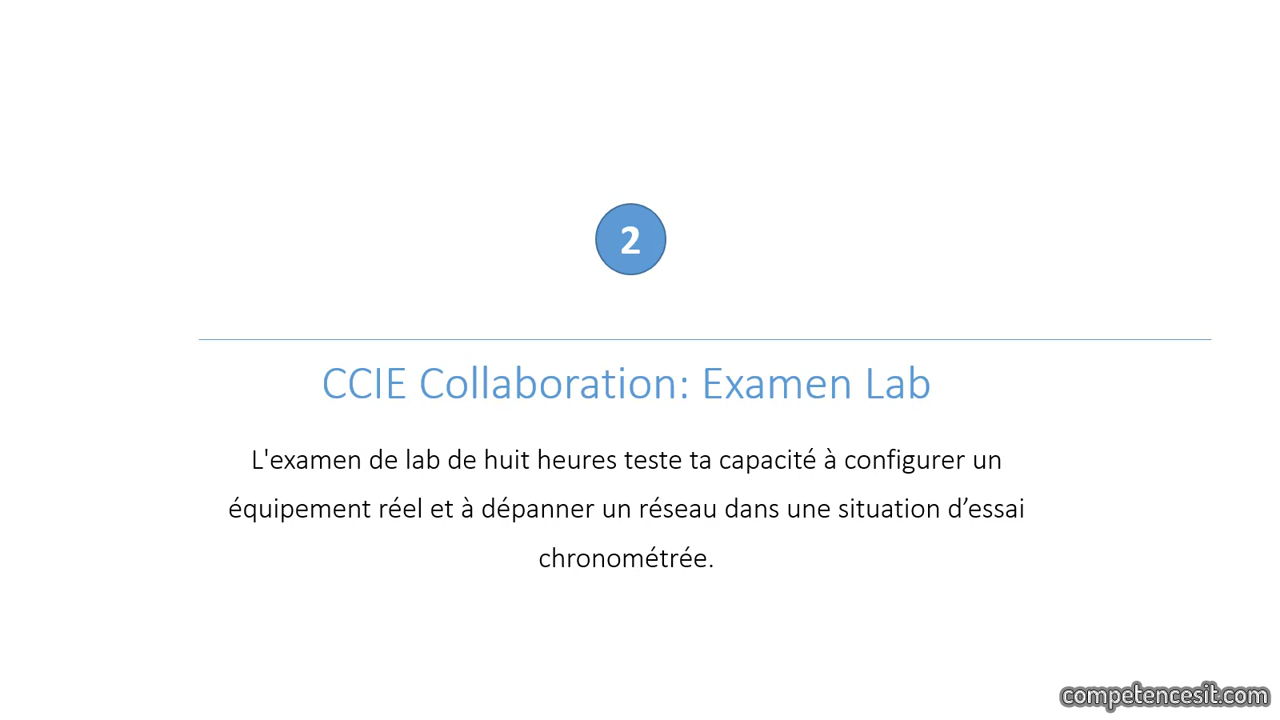 2
CCIE Collaboration: Examen Lab
L'examen de lab de huit heures teste ta capacité à configurer un
équipement réel et à dépanner un réseau dans une situation d’essai
chronométrée.
competencesit.com